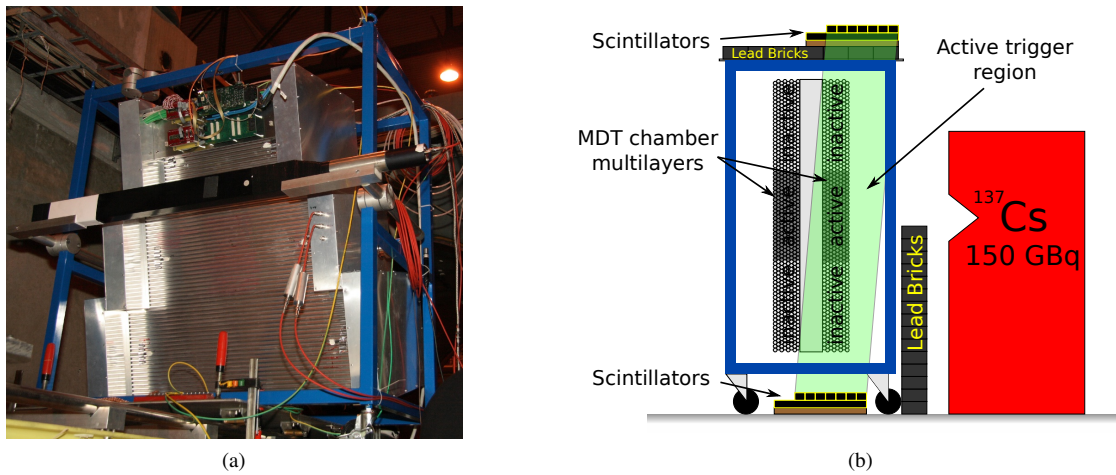 Scintillators
Lead Bricks
Active trigger
region
MDT chamber
multilayers
inactive
inactive
active
active
inactive
inactive
137Cs
150 GBq
Lead Bricks
Scintillators
(a)
(b)